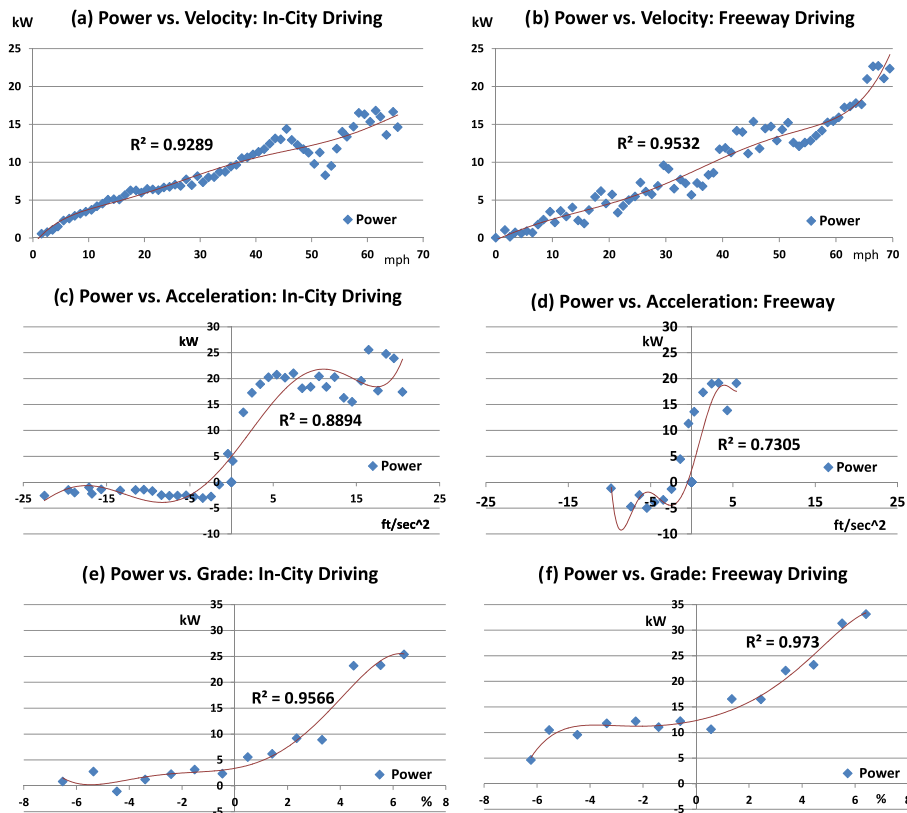 (a) Power vs. Velocity: In-City Driving
kW
25
20
15
10
5
0
R² = 0.9289
Power
0 10 20 30 40 50 60 70
mph
(b) Power vs. Velocity: Freeway Driving
kW
25
20
15
10
5
0
R² = 0.9532
Power
0 10 20 30 40 50 60 70
mph
(c) Power vs. Acceleration: In-City Driving
kW
30
25
20
15
10
5
0
-5
-10
R² = 0.8894
Power
-25 -15 -5 5 15 25
ft/sec^2
(d) Power vs. Acceleration: Freeway
kW
30
25
20
15
10
5
0
-5
-10
R² = 0.7305
Power
-25 -15 -5 5 15 25
ft/sec^2
(e) Power vs. Grade: In-City Driving
kW
35
30
25
20
15
10
5
0
-5
R² = 0.9566
Power
-8 -6 -4 -2 0 2 4 6 8
%
(f) Power vs. Grade: Freeway Driving
kW
35
30
25
20
15
10
5
0
-5
R² = 0.973
Power
-8 -6 -4 -2 0 2 4 6 8
%